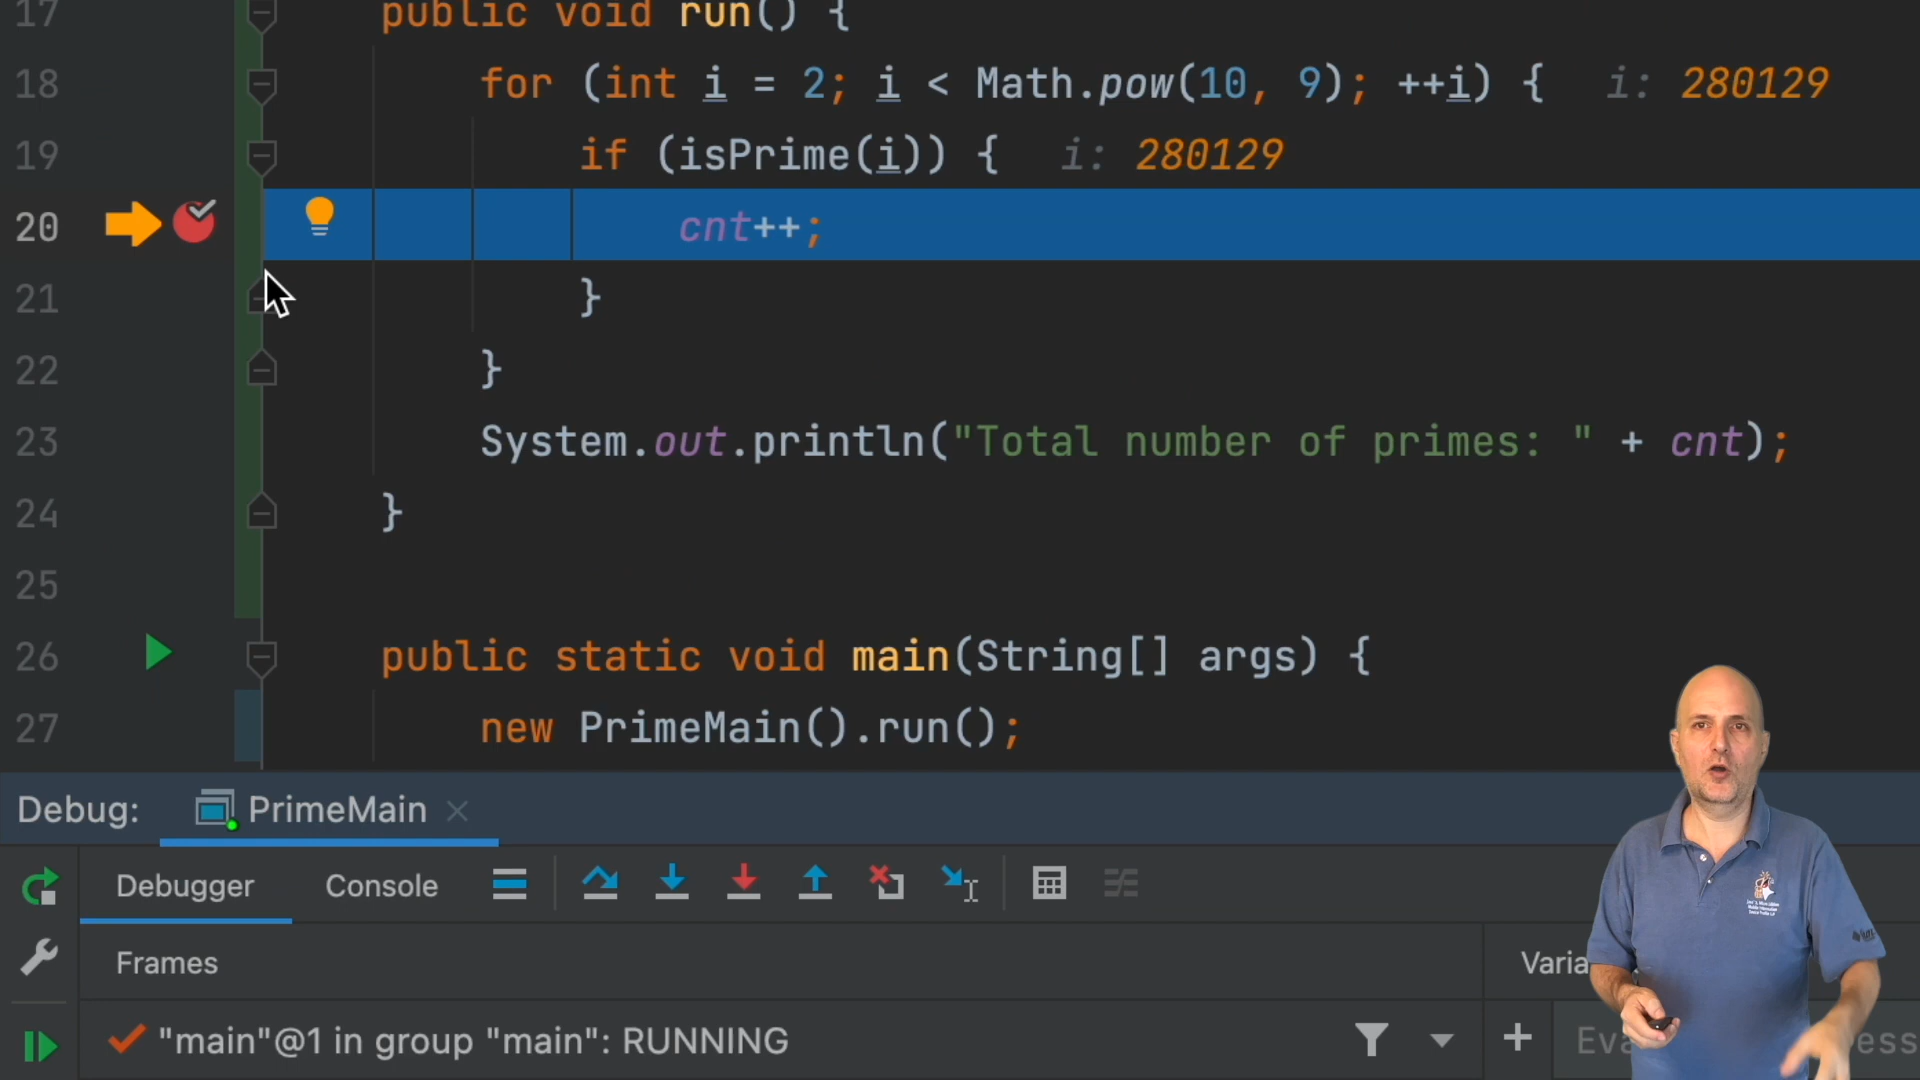 17 public void run() {
18 for (int i = 2; i < Math.pow(10, 9); ++i) { i: 280129
19 if (isPrime(i)) { i: 280129
20 cnt++;
21 }
22 }
23 System.out.println("Total number of primes: " + cnt);
24 }
25
26 public static void main(String[] args) {
27 new PrimeMain().run();
Debug: PrimeMain
Debugger Console
Frames Varia
"main"@1 in group "main": RUNNING Eva ess